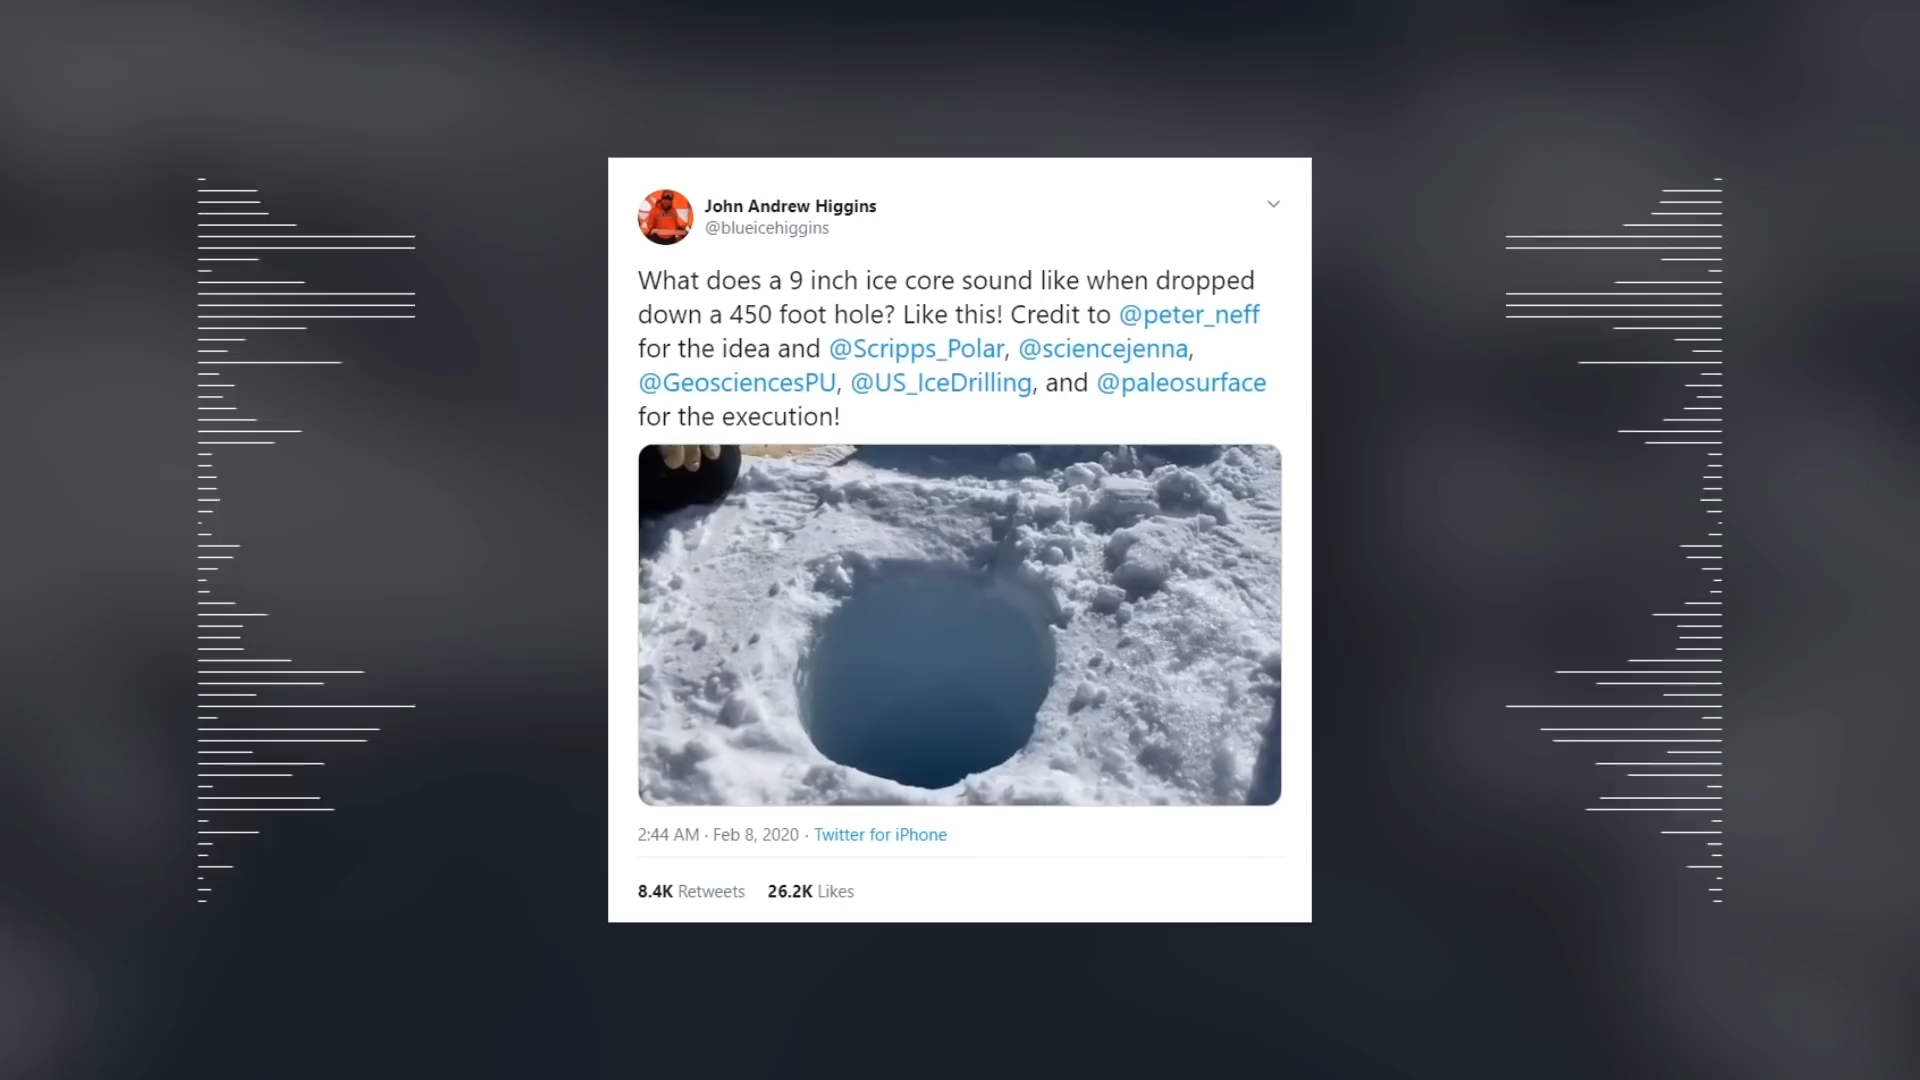 John Andrew Higgins
@blueicehiggins
What does a 9 inch ice core sound like when dropped
down a 450 foot hole? Like this! Credit to @peter_neff
for the idea and @Scripps_Polar, @sciencejenna,
@GeosciencesPU, @US_IceDrilling, and @paleosurface
for the execution!
2:44 AM · Feb 8, 2020 · Twitter for iPhone
8.4K Retweets 26.2K Likes